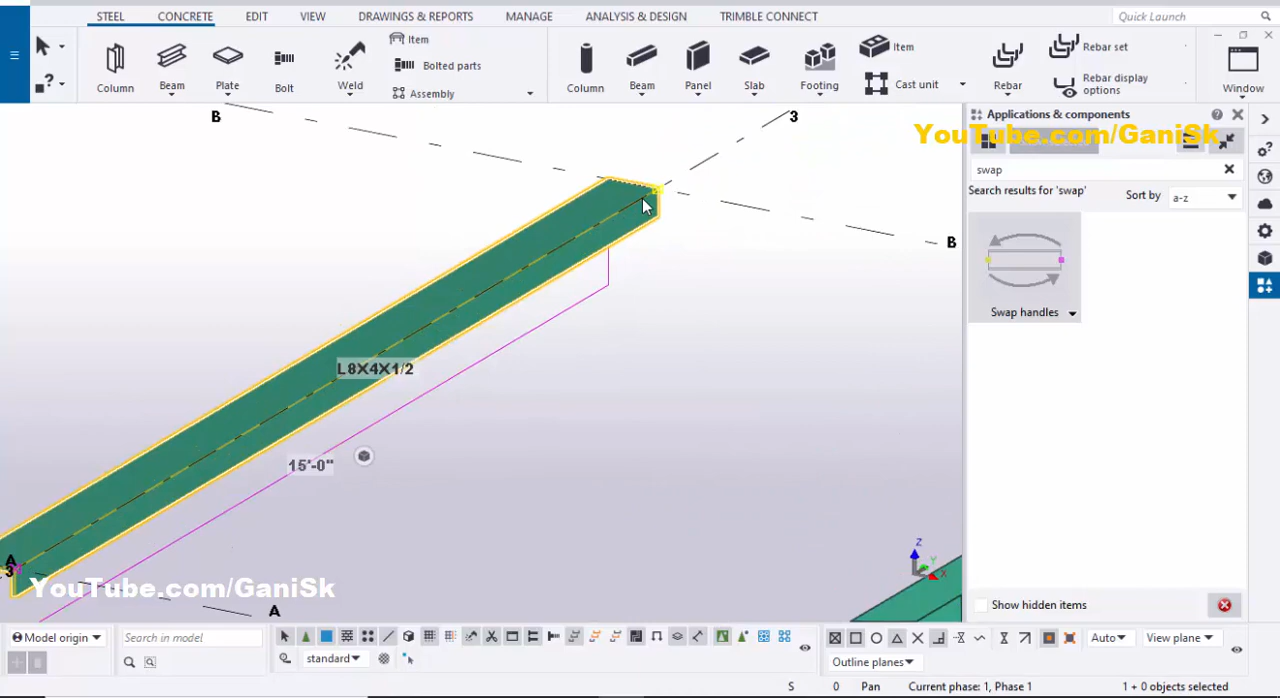 STEEL CONCRETE EDIT VIEW DRAWINGS & REPORTS MANAGE ANALYSIS & DESIGN TRIMBLE CONNECT Quick Launch
Column Beam Plate Bolt Weld Item Bolted parts Assembly
Column Beam Panel Slab Footing Item Cast unit Rebar Rebar set Rebar display options Window
Applications & components
YouTube.com/GaniSk
swap
Search results for 'swap' Sort by a-z
Swap handles
B
3
B
L8X4X1/2
15'-0"
A
3
YouTube.com/GaniSk
A
Z
Y
X
Show hidden items
Model origin Search in model
standard
Auto View plane
Outline planes
S 0 Pan Current phase: 1, Phase 1 1 + 0 objects selected